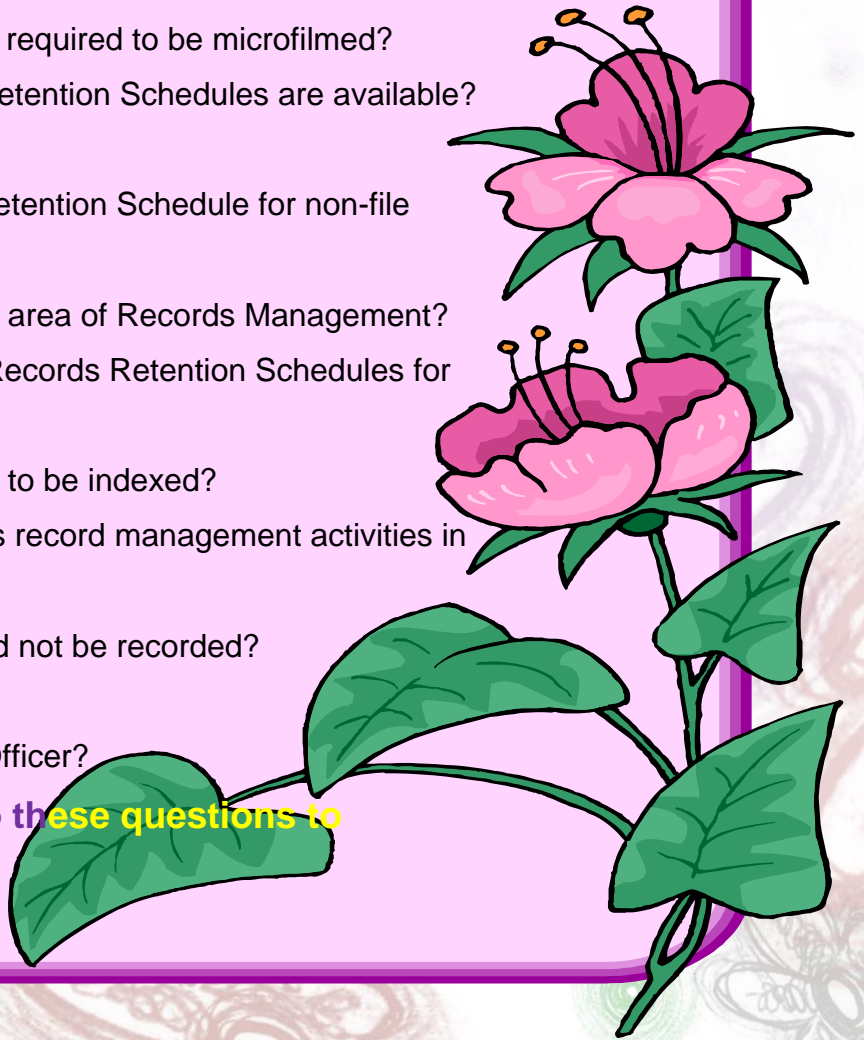 required to be microfilmed?
etention Schedules are available?
etention Schedule for non-file
area of Records Management?
Records Retention Schedules for
to be indexed?
s record management activities in
d not be recorded?
fficer?
these questions to